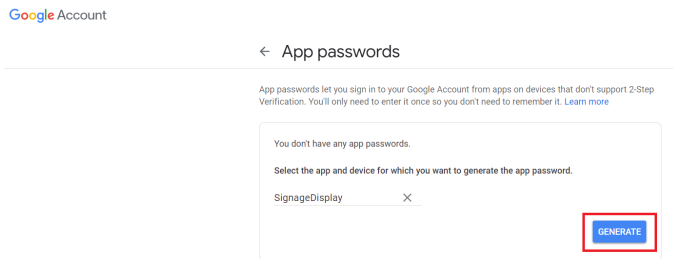 Google Account
App passwords
App passwords let you sign in to your Google Account from apps on devices that don't support 2-Step
Verification. You'll only need to enter it once so you don't need to remember it. Learn more
You don't have any app passwords.
Select the app and device for which you want to generate the app password.
SignageDisplay
GENERATE